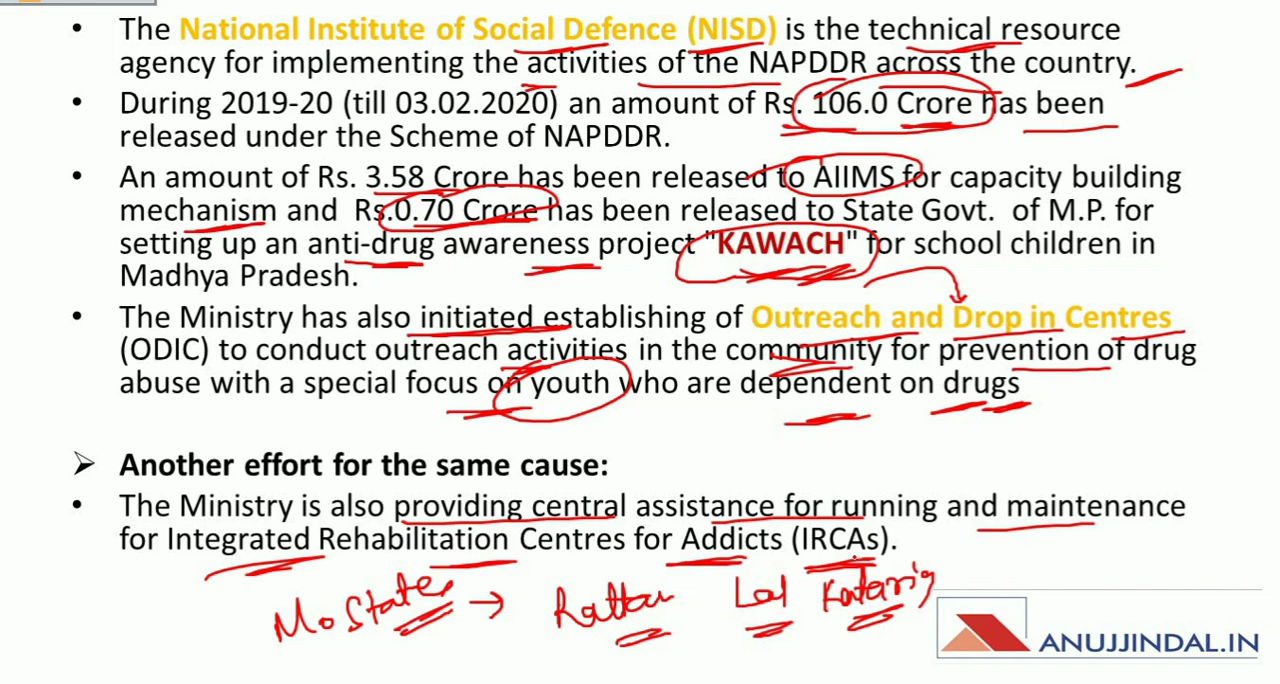 • The National Institute of Social Defence (NISD) is the technical resource
agency for implementing the activities of the NAPDDR across the country.
• During 2019-20 (till 03.02.2020) an amount of Rs. 106.0 Crore has been
released under the Scheme of NAPDDR.
• An amount of Rs. 3.58 Crore has been released to AIIMS for capacity building
mechanism and Rs.0.70 Crore has been released to State Govt. of M.P. for
setting up an anti-drug awareness project "KAWACH" for school children in
Madhya Pradesh.
• The Ministry has also initiated establishing of Outreach and Drop in Centres
(ODIC) to conduct outreach activities in the community for prevention of drug
abuse with a special focus on youth who are dependent on drugs
➢ Another effort for the same cause:
• The Ministry is also providing central assistance for running and maintenance
for Integrated Rehabilitation Centres for Addicts (IRCAs).
Mo State → Rattan Lal Kataria
ANUJJINDAL.IN